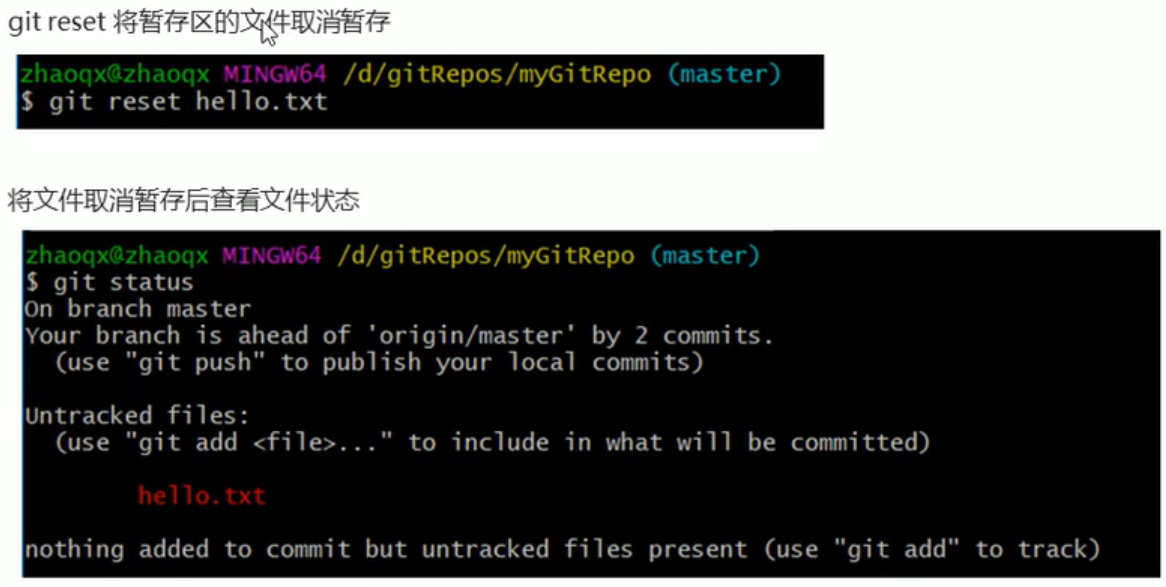 git reset 将暂存区的文件取消暂存
zhaoqx@zhaoqx MINGW64 /d/gitRepos/myGitRepo (master)
$ git reset hello.txt
将文件取消暂存后查看文件状态
zhaoqx@zhaoqx MINGW64 /d/gitRepos/myGitRepo (master)
$ git status
On branch master
Your branch is ahead of 'origin/master' by 2 commits.
(use "git push" to publish your local commits)
Untracked files:
(use "git add <file>..." to include in what will be committed)
hello.txt
nothing added to commit but untracked files present (use "git add" to track)